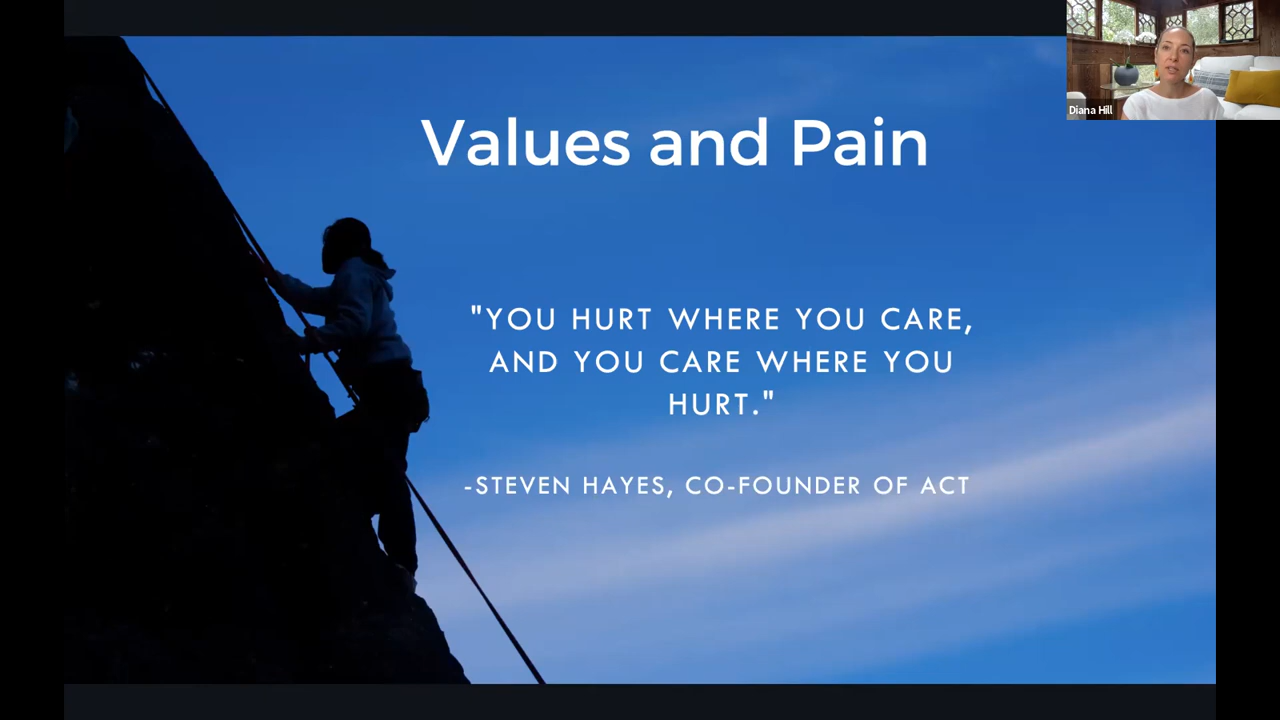 Diana Hill
Values and Pain
"YOU HURT WHERE YOU CARE,
AND YOU CARE WHERE YOU
HURT."
-STEVEN HAYES, CO-FOUNDER OF ACT